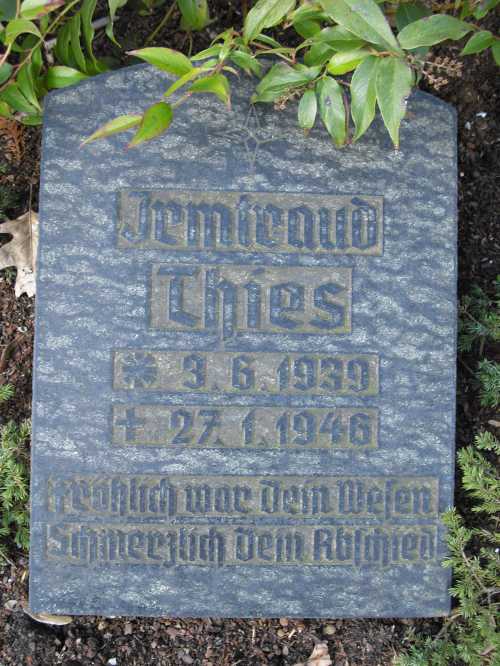 Irmtraud
Thies
* 3. 6. 1939
+ 27. 1. 1946
Fröhlich war Dein Wesen
Schmerzlich Dein Abschied